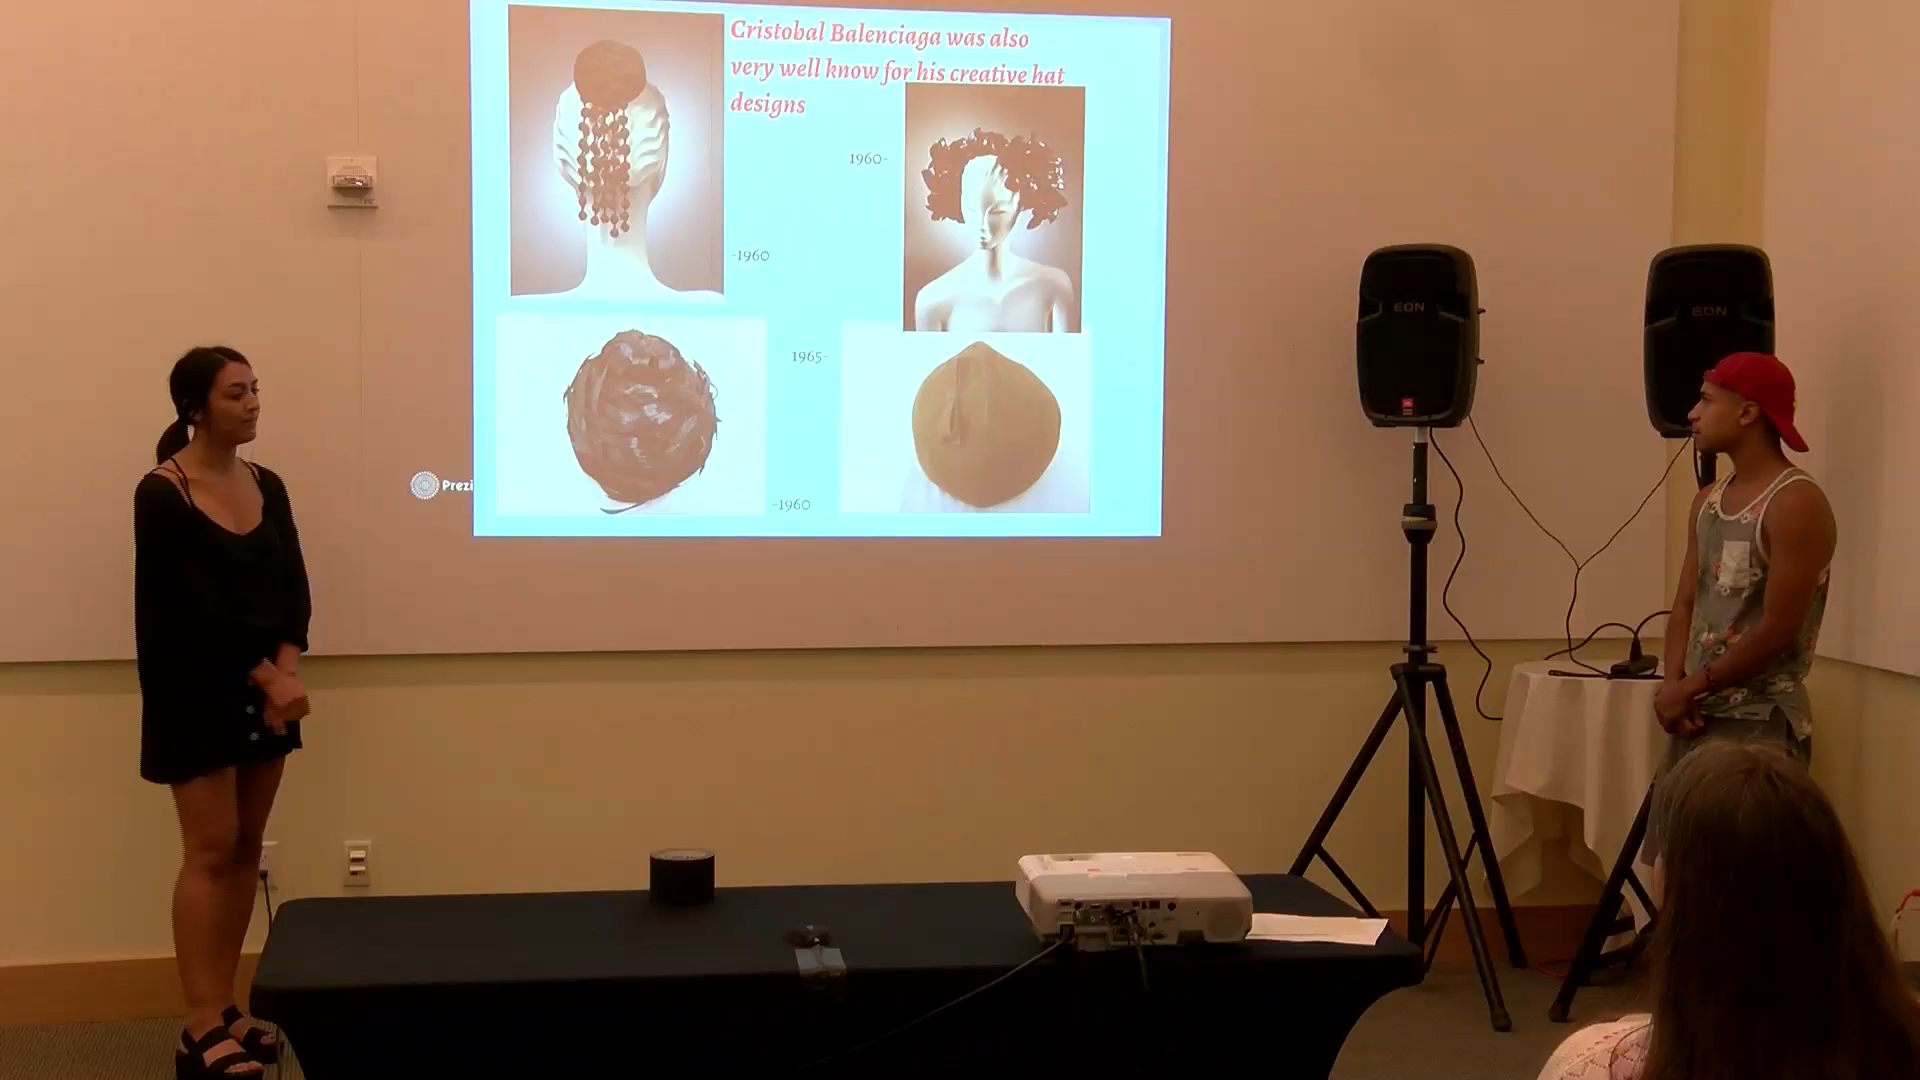 Cristobal Balenciaga was also
very well know for his creative hat
designs
1960-
-1960
1965-
-1960
Prezi
EON
EON
JBL